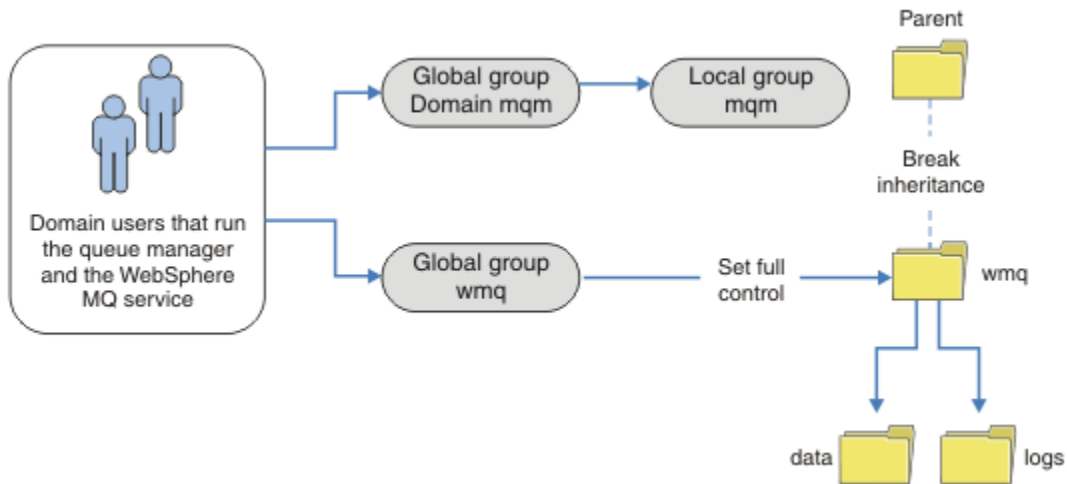 Parent
Global group
Domain mqm
Local group
mqm
Break
inheritance
Domain users that run
the queue manager
and the WebSphere
MQ service
Global group
wmq
Set full
control
wmq
data
logs